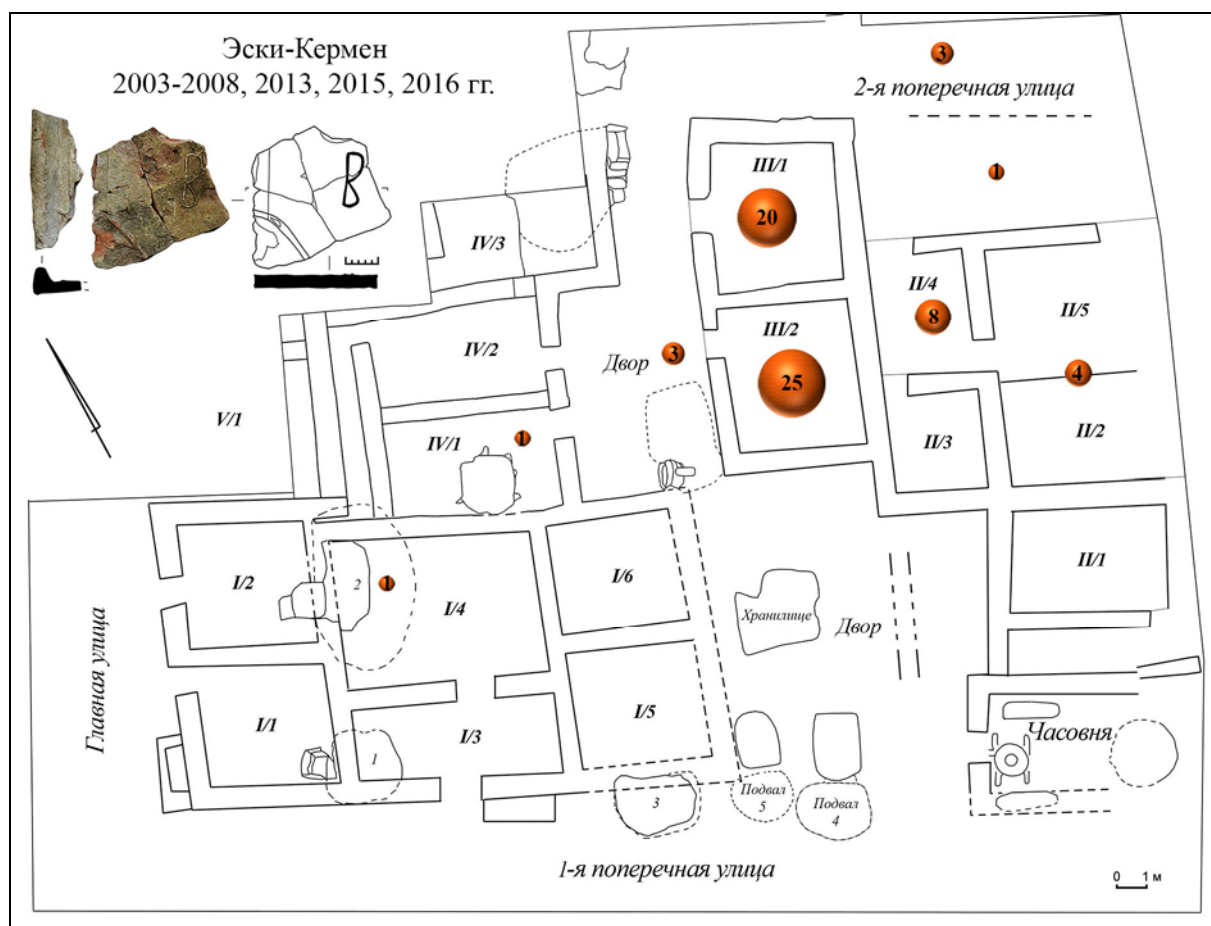 Эски-Кермен
2003-2008, 2013, 2015, 2016 гг.
3
2-я поперечная улица
1
III/1
20
IV/3
II/4
8
II/5
IV/2
Двор
3
III/2
25
4
V/1
IV/1
1
II/3
II/2
I/2
2
1
I/4
I/6
II/1
Хранилище
Двор
Главная улица
I/1
1
I/3
I/5
Часовня
3
Подвал
5
Подвал
4
1-я поперечная улица
0 1 м